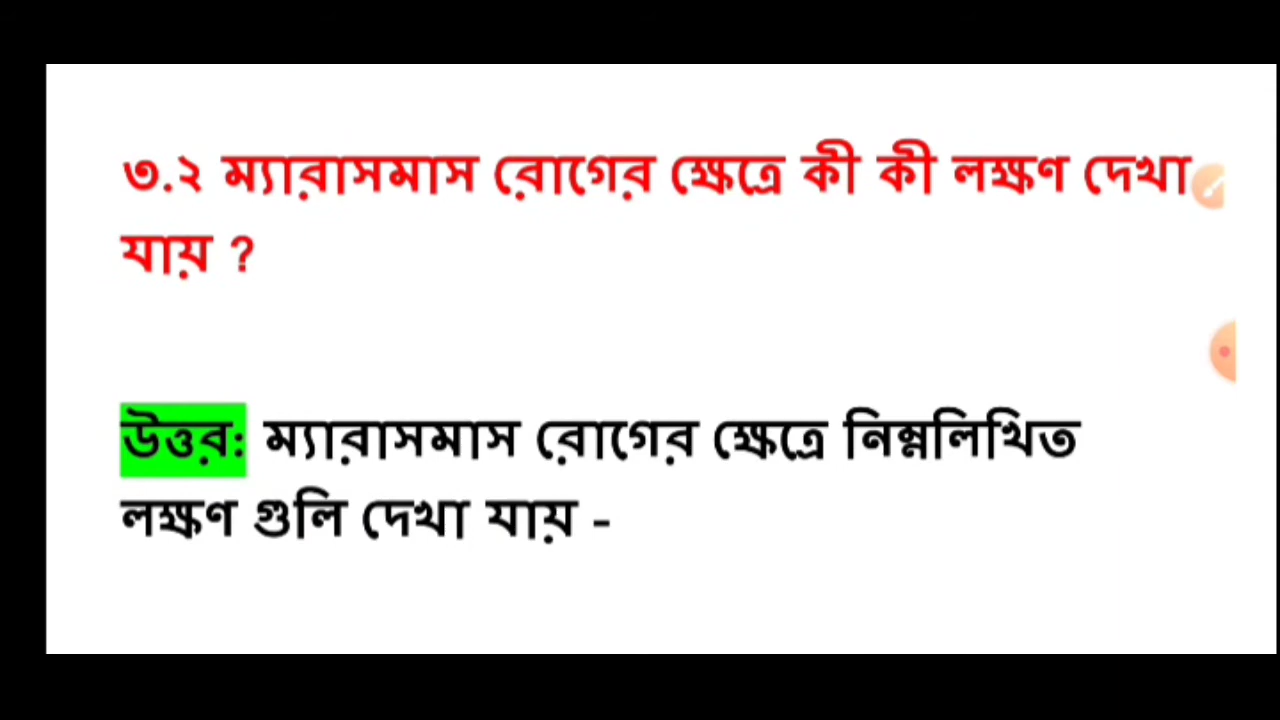 ৩.২ ম্যারাসমাস রোগের ক্ষেত্রে কী কী লক্ষণ দেখা
যায় ?
উত্তর: ম্যারাসমাস রোগের ক্ষেত্রে নিম্নলিখিত
লক্ষণ গুলি দেখা যায় -